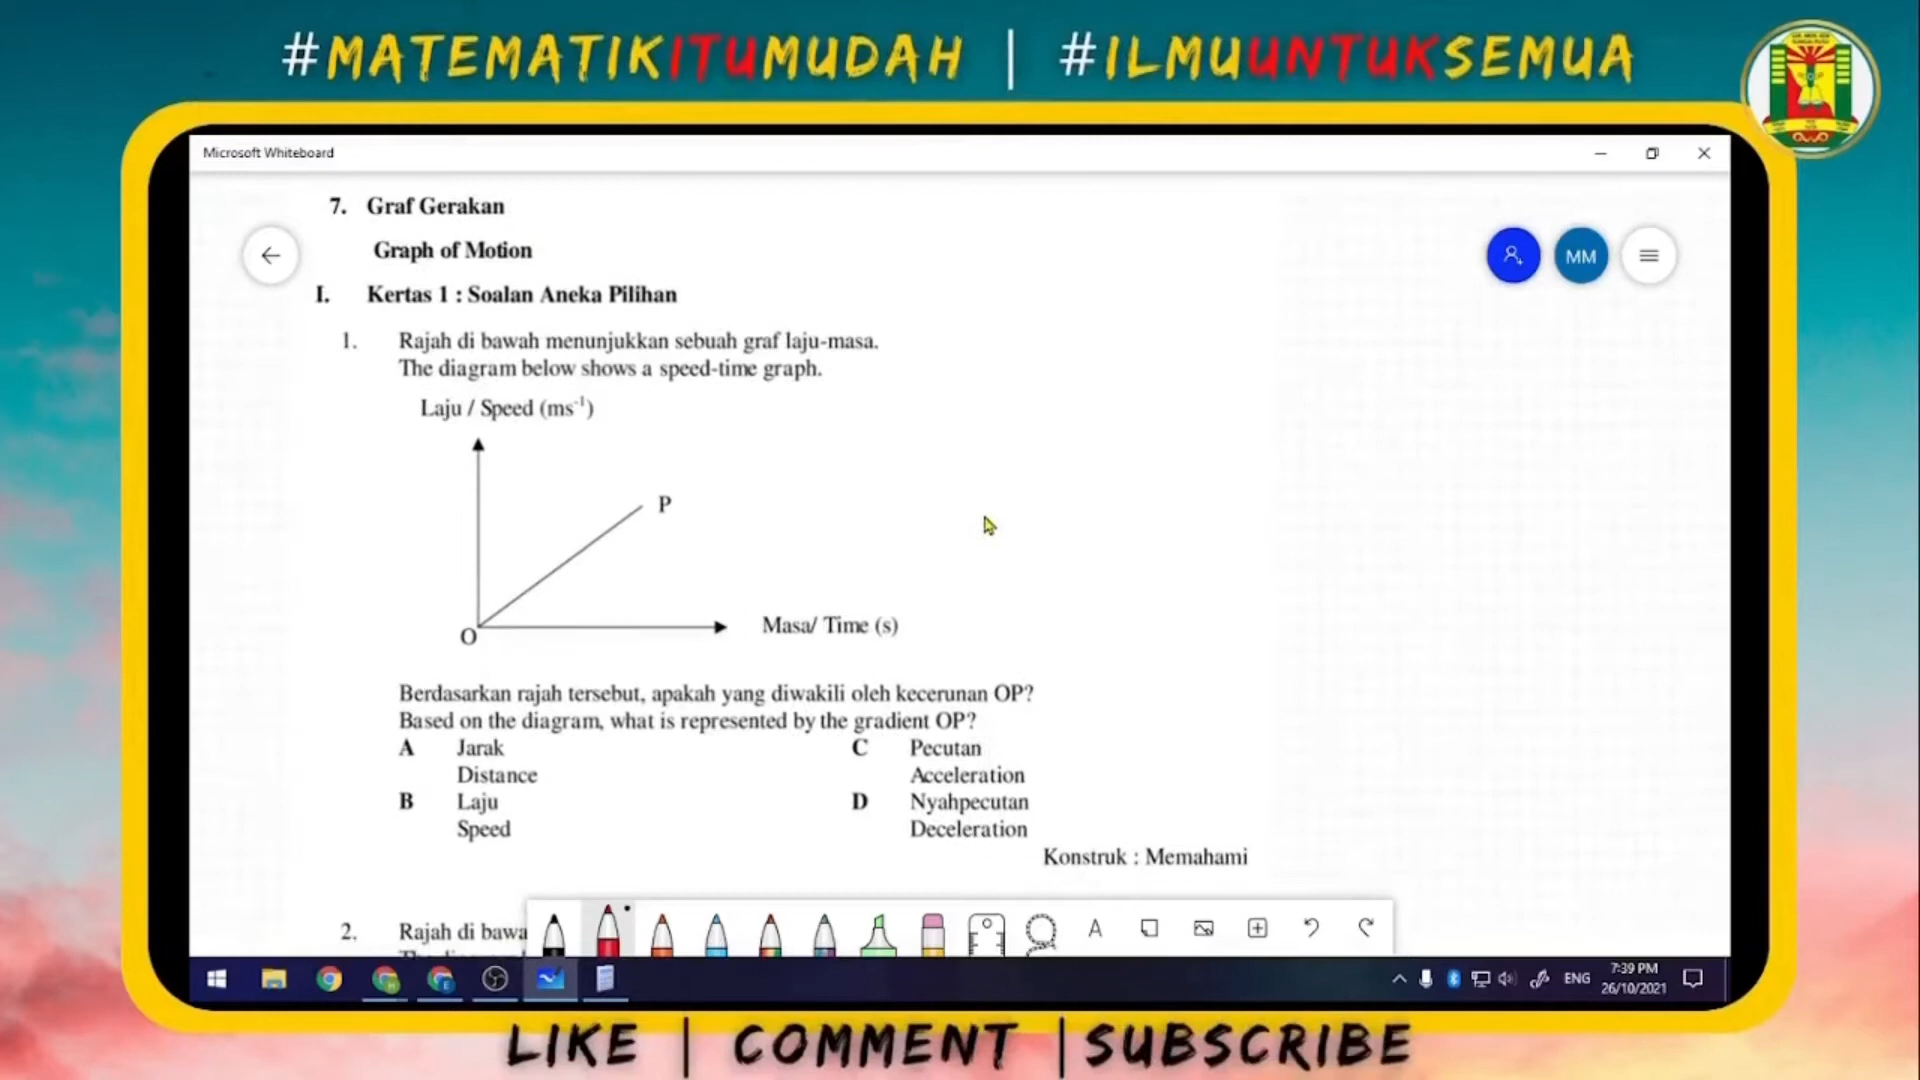 #MATEMATIKITUMUDAH | #ILMUUNTUKSEMUA
Microsoft Whiteboard
7. Graf Gerakan
Graph of Motion
MM
I. Kertas 1 : Soalan Aneka Pilihan
1. Rajah di bawah menunjukkan sebuah graf laju-masa.
The diagram below shows a speed-time graph.
Laju / Speed (ms⁻¹)
P
O
Masa/ Time (s)
Berdasarkan rajah tersebut, apakah yang diwakili oleh kecerunan OP?
Based on the diagram, what is represented by the gradient OP?
A Jarak
Distance
B Laju
Speed
C Pecutan
Acceleration
D Nyahpecutan
Deceleration
Konstruk : Memahami
2. Rajah di bawa
ENG
7:39 PM
26/10/2021
LIKE | COMMENT | SUBSCRIBE